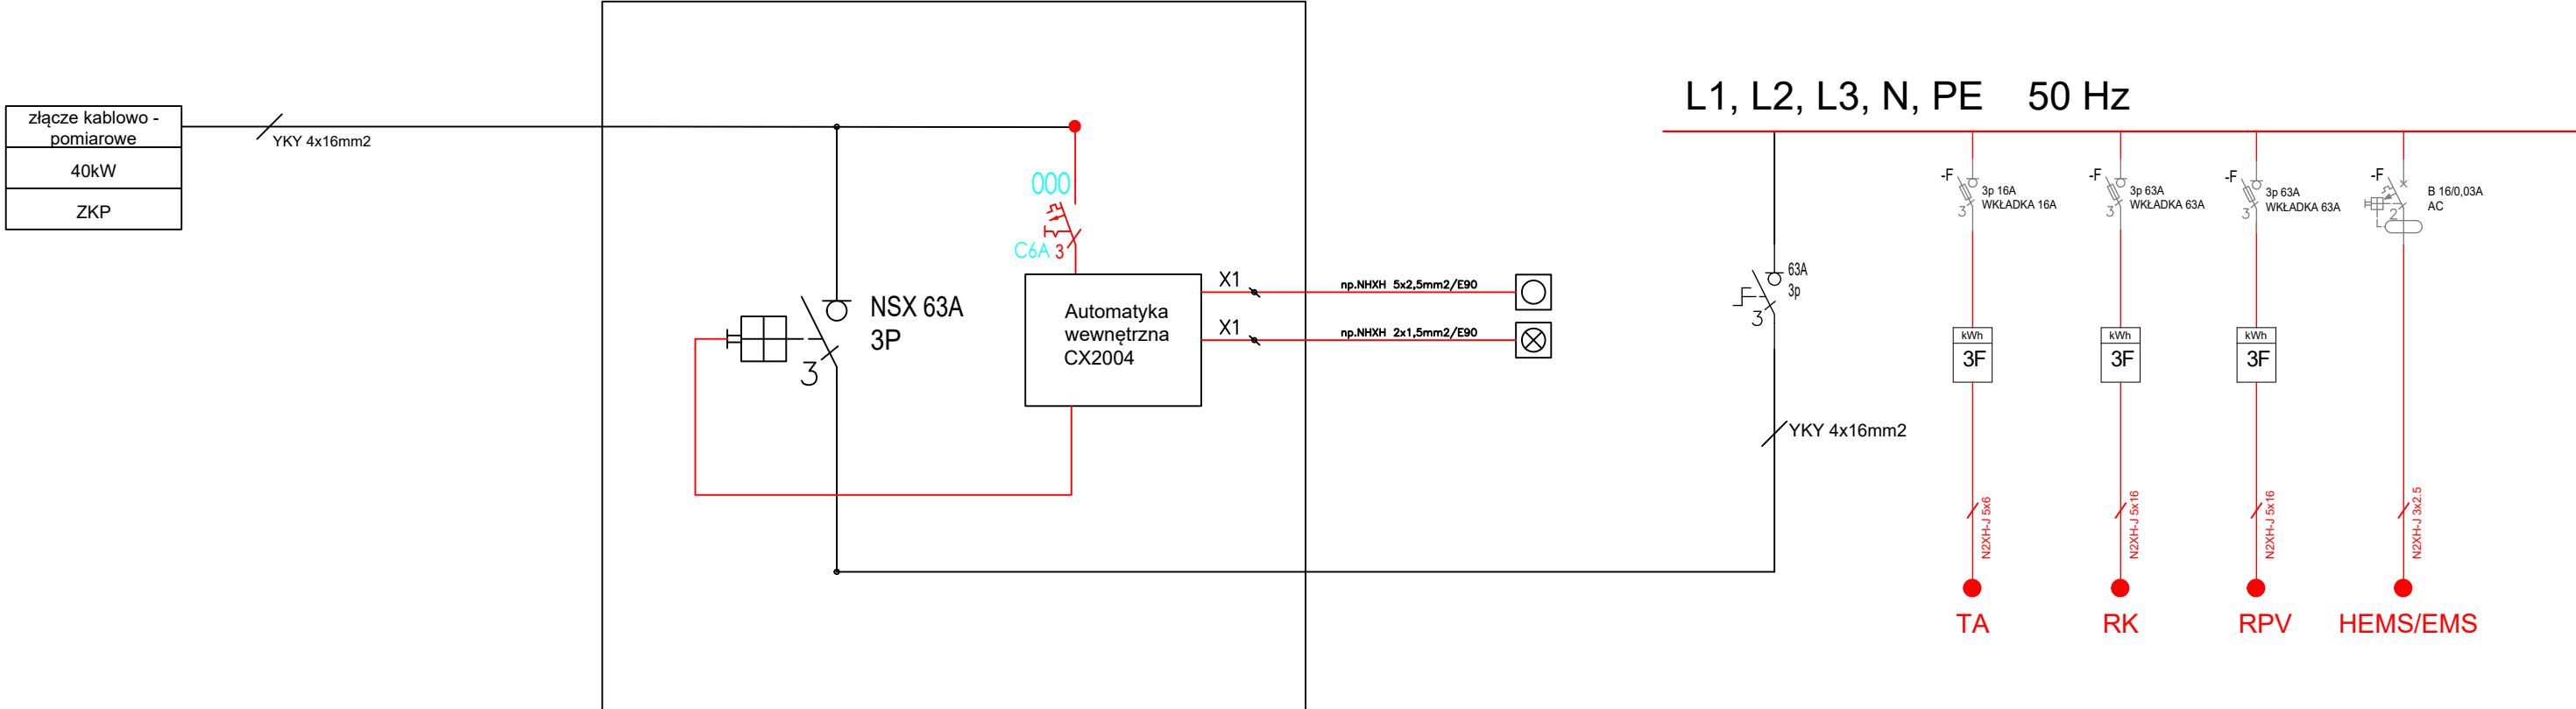 złącze kablowo -
pomiarowe
40kW
ZKP
YKY 4x16mm2
000
C6A 3
NSX 63A
3P
3
Automatyka
wewnętrzna
CX2004
X1
np.NHXH 5x2,5mm2/E90
X1
np.NHXH 2x1,5mm2/E90
L1, L2, L3, N, PE 50 Hz
63A
3p
3
YKY 4x16mm2
-F
3p 16A
WKŁADKA 16A
3
kWh
3F
N2XH-J 5x6
TA
-F
3p 63A
WKŁADKA 63A
3
kWh
3F
N2XH-J 5x16
RK
-F
3p 63A
WKŁADKA 63A
3
kWh
3F
N2XH-J 5x16
RPV
-F
B 16/0,03A
AC
2
N2XH-J 3x2.5
HEMS/EMS